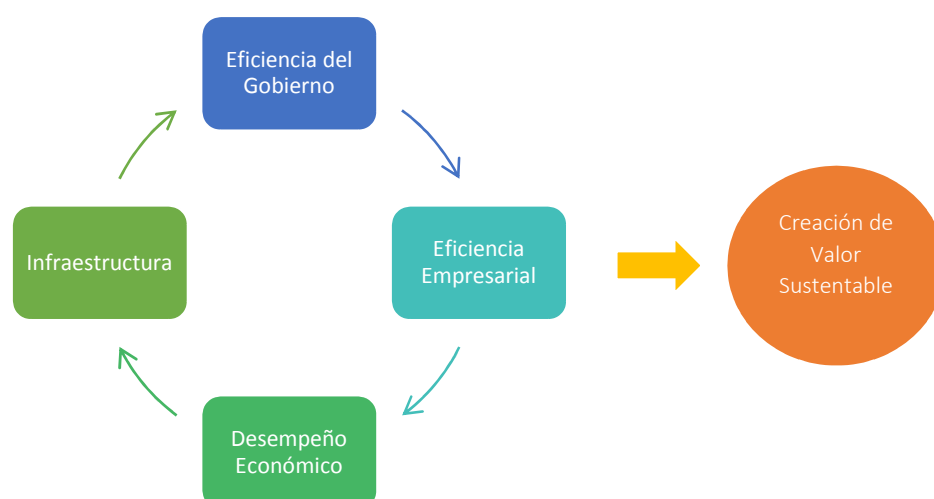 Eficiencia del
Gobierno
Infraestructura
Eficiencia
Empresarial
Creación de
Valor
Sustentable
Desempeño
Económico